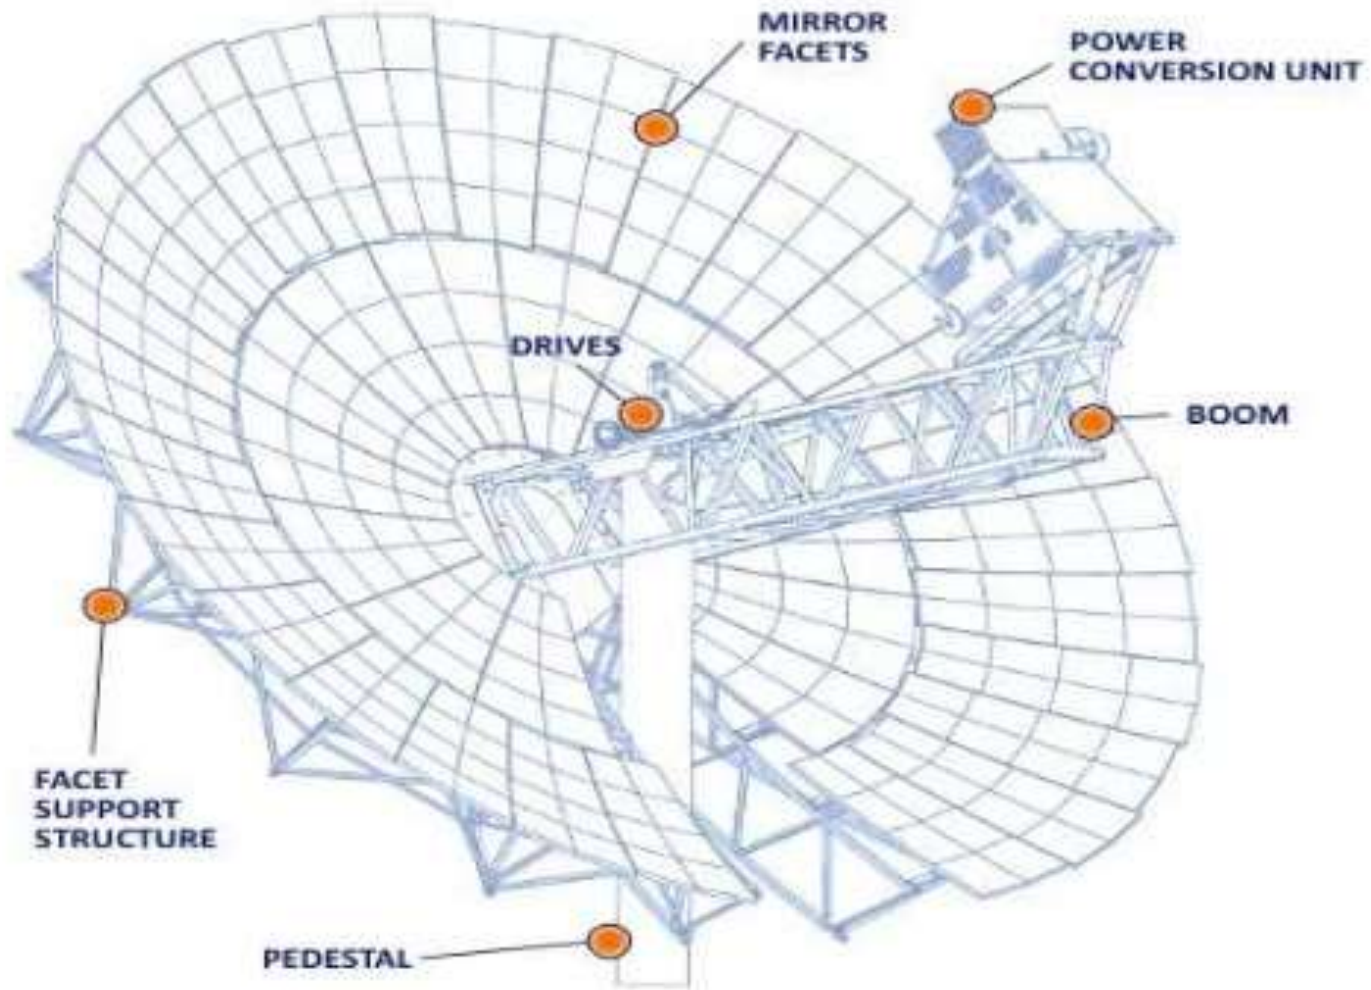 MIRROR
FACETS
POWER
CONVERSION UNIT
DRIVES
BOOM
FACET
SUPPORT
STRUCTURE
PEDESTAL